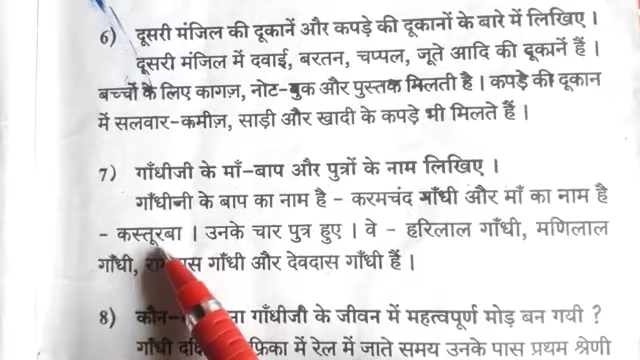 6) दूसरी मंजिल की दूकानें और कपड़े की दूकानों के बारे में लिखिए ।
दूसरी मंजिल में दवाई, बरतन, चप्पल, जूते आदि की दूकानें हैं ।
बच्चों के लिए कागज़, नोट-बुक और पुस्तक मिलती है । कपड़े की दूकान
में सलवार-कमीज़, साड़ी और खादी के कपड़े भी मिलते हैं ।
7) गाँधीजी के माँ-बाप और पुत्रों के नाम लिखिए ।
गाँधीजी के बाप का नाम है - करमचंद गाँधी और माँ का नाम है
- कस्तूरबा । उनके चार पुत्र हुए । वे - हरिलाल गाँधी, मणिलाल
गाँधी, गाँधी और देवदास गाँधी हैं ।
8) गाँधीजी के जीवन में महत्वपूर्ण मोड़ बन गयी ?
गाँधी में रेल में जाते समय उनके पास प्रथम श्रेणी